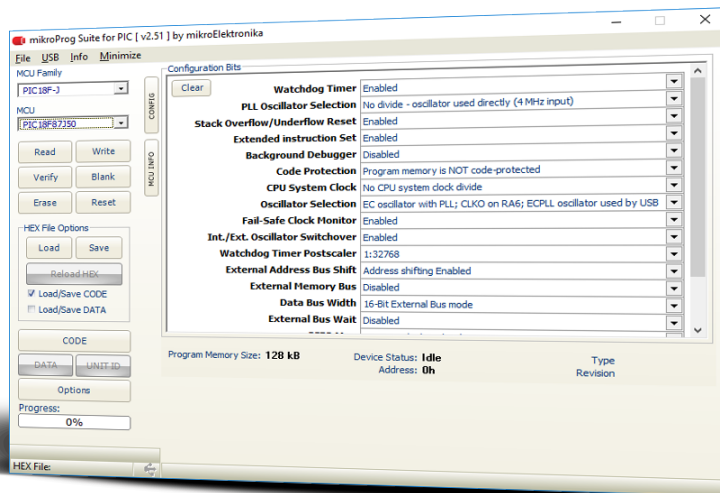 mikroProg Suite for PIC [ v2.51 ] by mikroElektronika
File USB Info Minimize
MCU Family
PIC18F-J
MCU
PIC18F87J50
Read Write
Verify Blank
Erase Reset
HEX File Options
Load Save
Reload HEX
Load/Save CODE
Load/Save DATA
CODE
DATA UNIT ID
Options
Progress:
0%
HEX File:
CONFIG
MCU INFO
Configuration Bits
Clear
Watchdog Timer Enabled
PLL Oscillator Selection No divide - oscillator used directly (4 MHz input)
Stack Overflow/Underflow Reset Enabled
Extended instruction Set Enabled
Background Debugger Disabled
Code Protection Program memory is NOT code-protected
CPU System Clock No CPU system clock divide
Oscillator Selection EC oscillator with PLL; CLKO on RA6; ECPLL oscillator used by USB
Fail-Safe Clock Monitor Enabled
Int./Ext. Oscillator Switchover Enabled
Watchdog Timer Postscaler 1:32768
External Address Bus Shift Address shifting Enabled
External Memory Bus Disabled
Data Bus Width 16-Bit External Bus mode
External Bus Wait Disabled
Program Memory Size: 128 kB Device Status: Idle Type
Address: 0h Revision